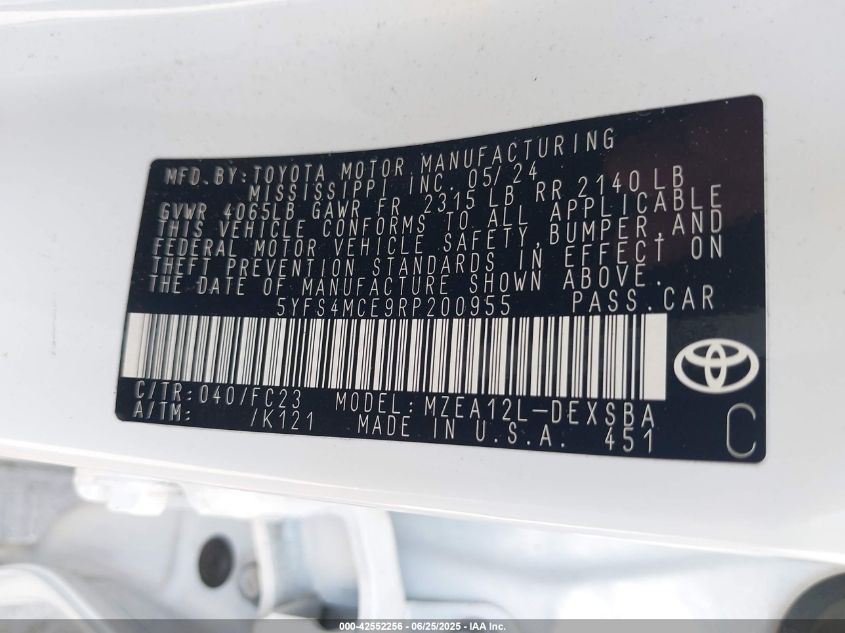 MFD.BY:TOYOTA MOTOR MANUFACTURING
MISSISSIPPI INC. 05/24
GVWR 4065LB GAWR FR 2315 LB RR 2140 LB
THIS VEHICLE CONFORMS TO ALL APPLICABLE
FEDERAL MOTOR VEHICLE SAFETY,BUMPER,AND
THEFT PREVENTION STANDARDS IN EFFECT ON
THE DATE OF MANUFACTURE SHOWN ABOVE.
5YFS4MCE9RP200955 PASS.CAR
C/TR:040/FC23 MODEL:MZEA12L-DEXSBA
A/TM: /K121 MADE IN U.S.A. 451
C
000-42552256 - 06/25/2025 - IAA Inc.